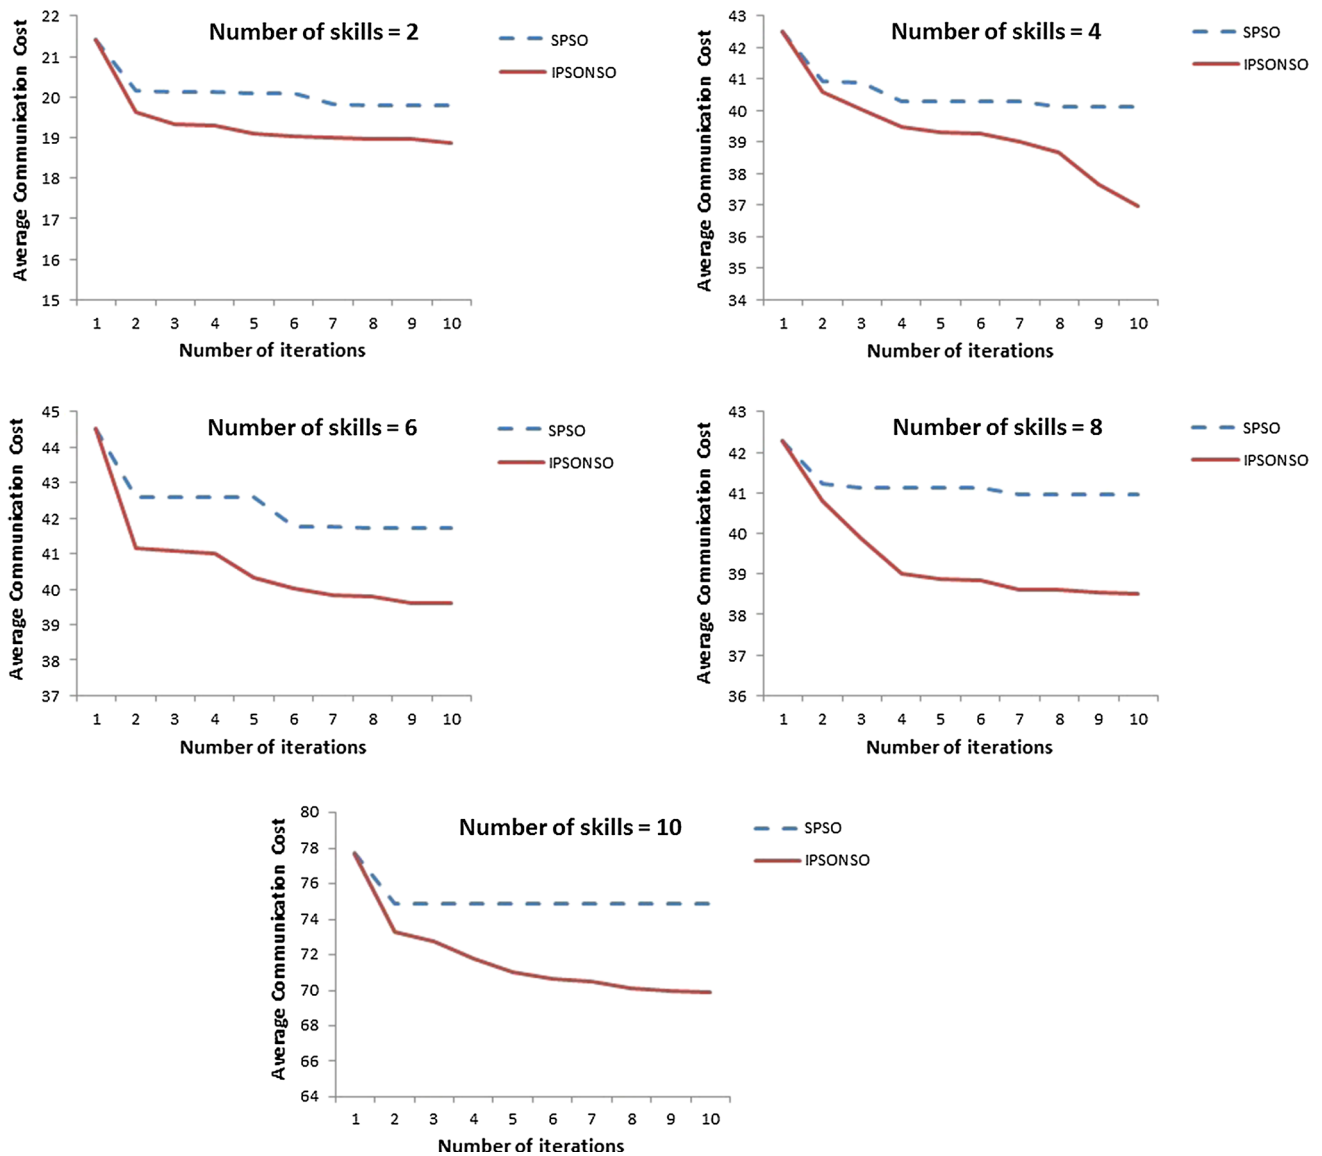 Number of skills = 2
SPSO
IPSONSO
Average Communication Cost
22
21
20
19
18
17
16
15
1 2 3 4 5 6 7 8 9 10
Number of iterations
Number of skills = 4
SPSO
IPSONSO
Average Communication Cost
43
42
41
40
39
38
37
36
35
34
1 2 3 4 5 6 7 8 9 10
Number of iterations
Number of skills = 6
SPSO
IPSONSO
Average Communication Cost
45
44
43
42
41
40
39
38
37
1 2 3 4 5 6 7 8 9 10
Number of iterations
Number of skills = 8
SPSO
IPSONSO
Average Communication Cost
43
42
41
40
39
38
37
36
1 2 3 4 5 6 7 8 9 10
Number of iterations
Number of skills = 10
SPSO
IPSONSO
Average Communication Cost
80
78
76
74
72
70
68
66
64
1 2 3 4 5 6 7 8 9 10
Number of iterations